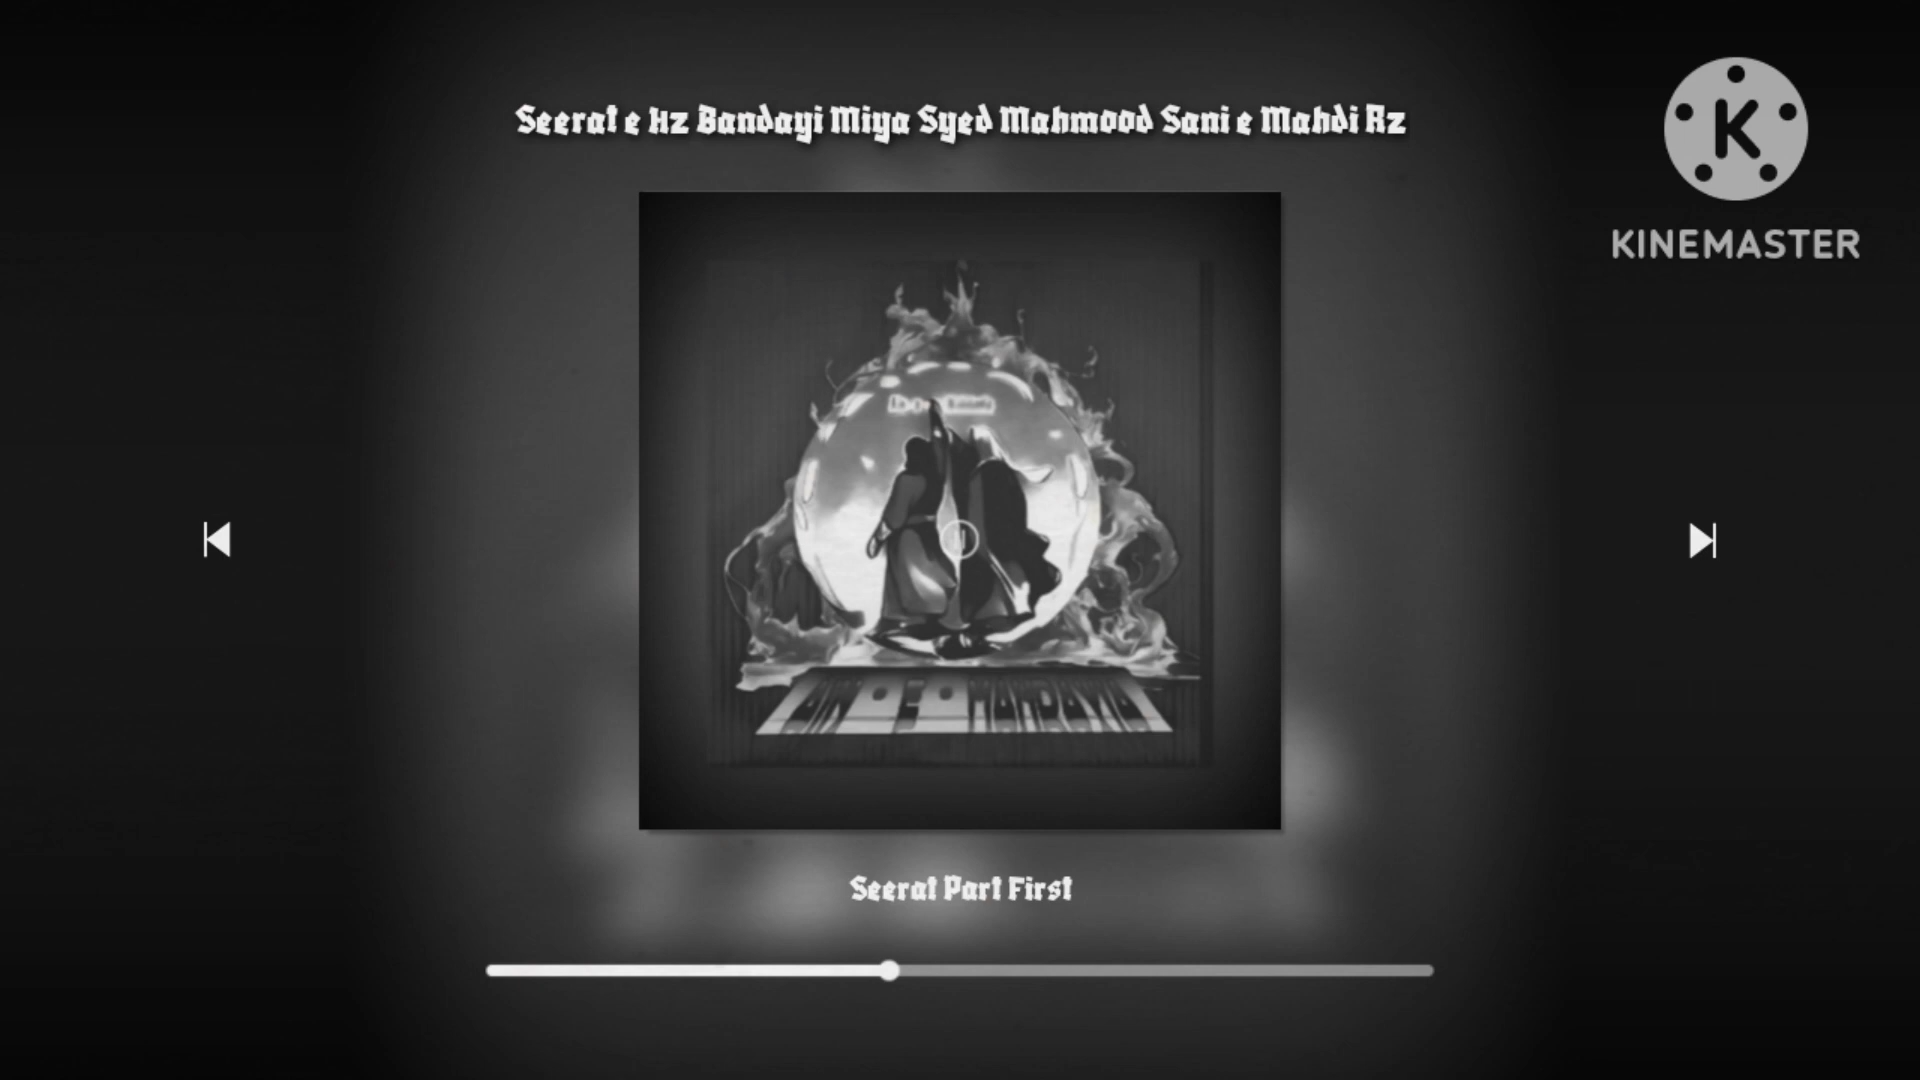 Seerat e Hz Bandayi Miya Syed Mahmood Sani e Mahdi Rz
K
KINEMASTER
Seerat Part First